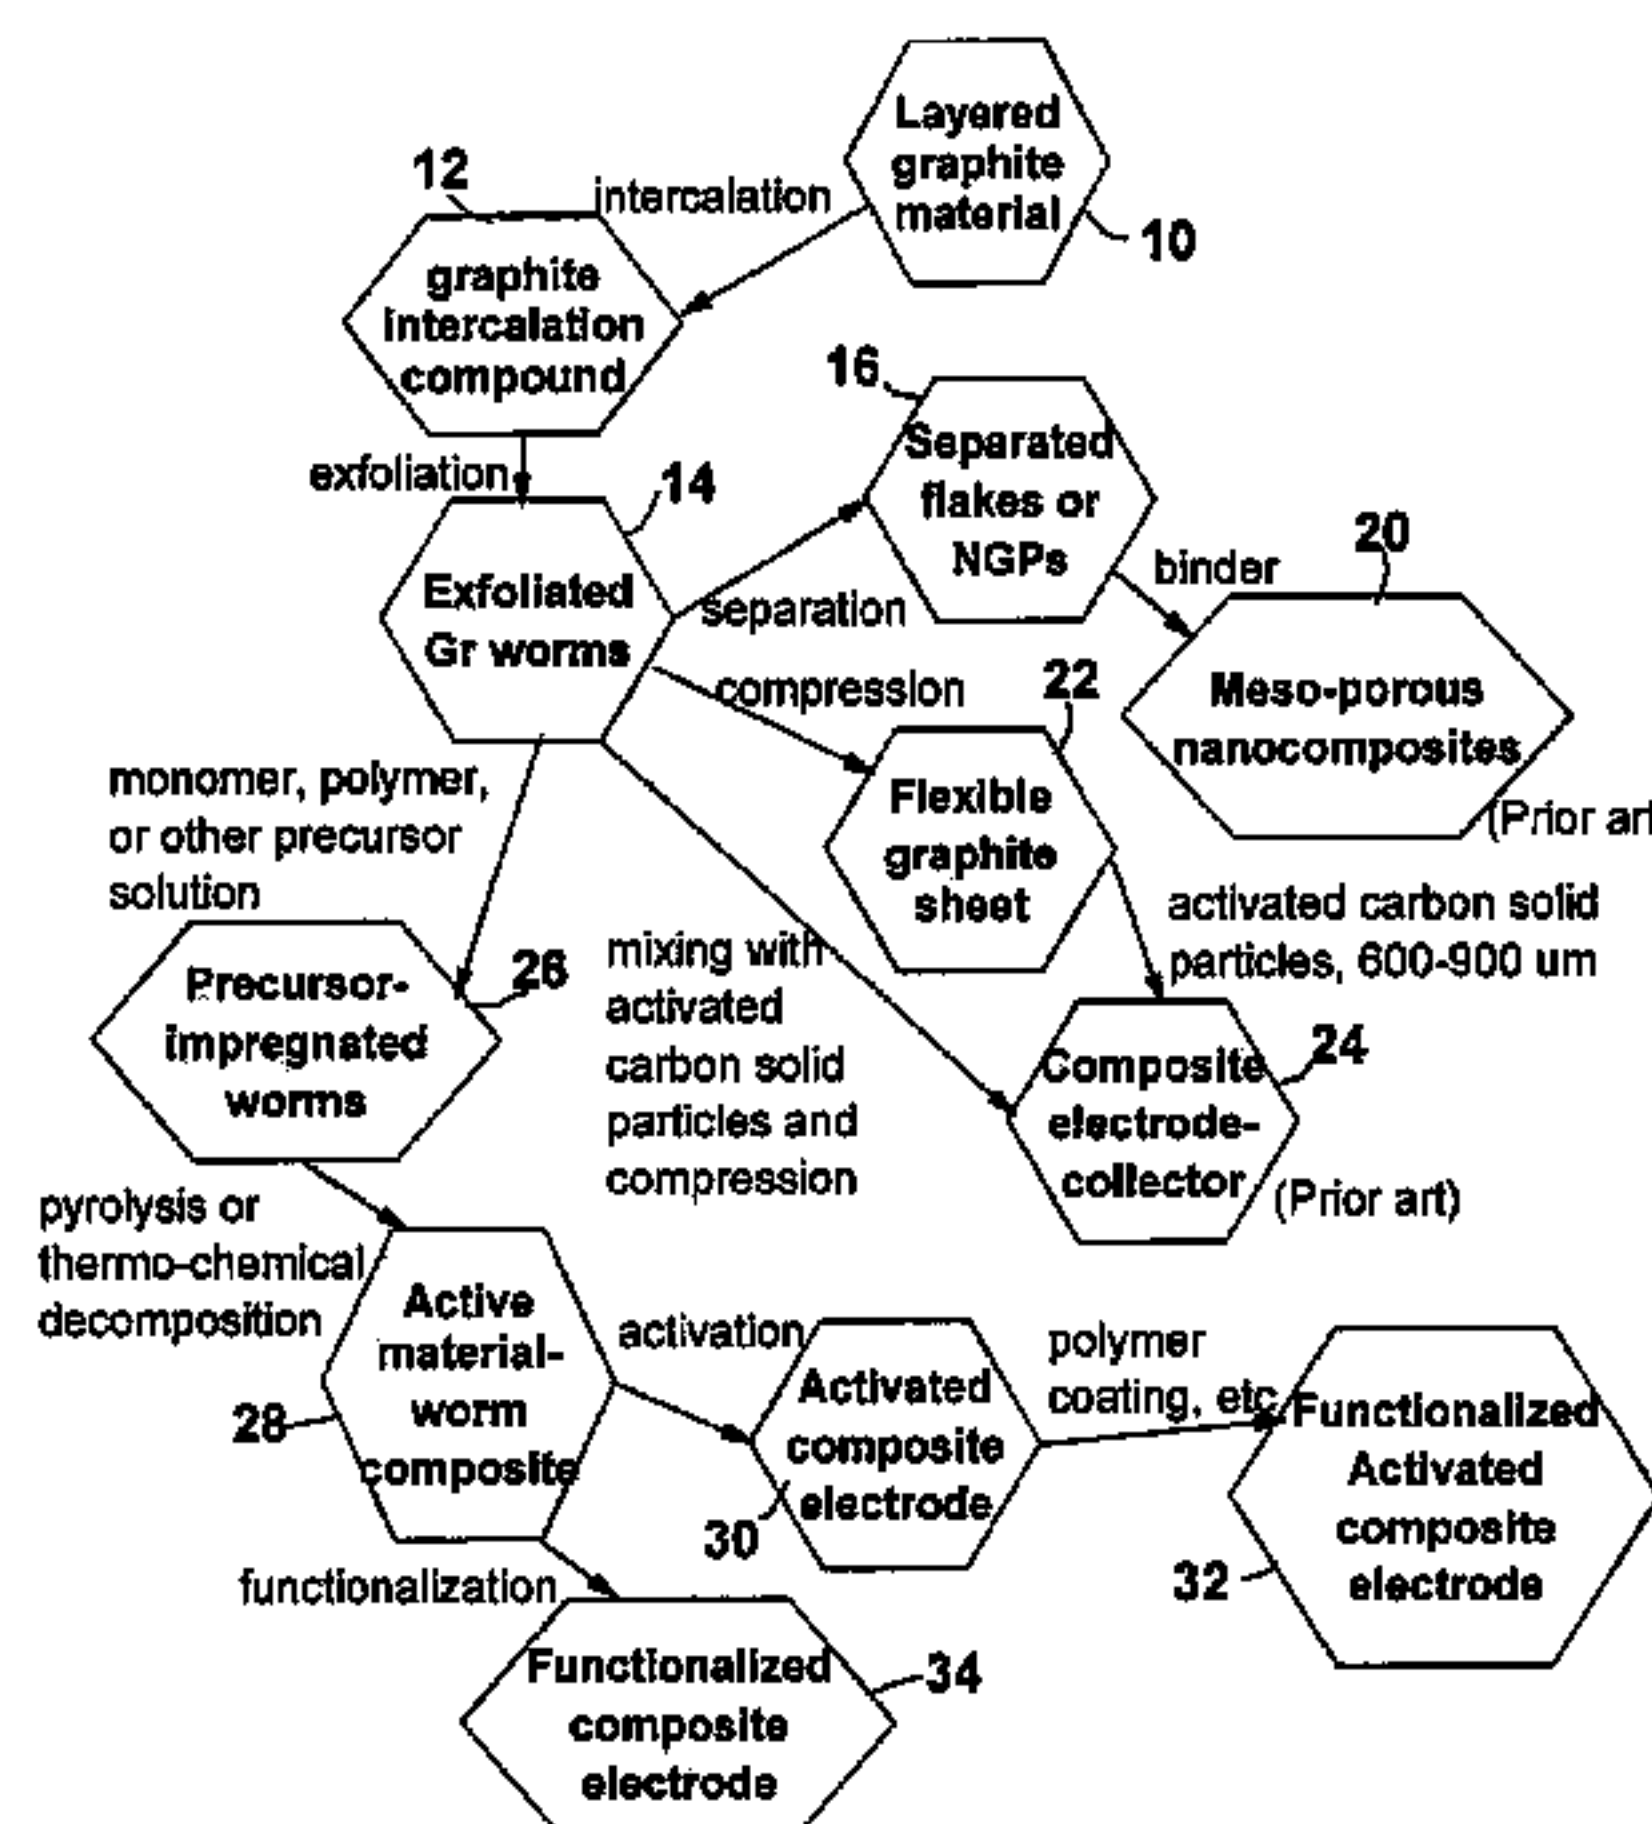 Layered
graphite
material
10
12
intercalation
graphite
intercalation
compound
exfoliation
14
Exfoliated
Gr worms
16
Separated
flakes or
NGPs
separation
binder
20
Meso-porous
nanocomposites
(Prior art
compression
22
Flexible
graphite
sheet
activated carbon solid
particles, 600-900 um
monomer, polymer,
or other precursor
solution
26
Precursor-
impregnated
worms
mixing with
activated
carbon solid
particles and
compression
24
Composite
electrode-
collector
(Prior art)
pyrolysis or
thermo-chemical
decomposition
28
Active
material-
worm
composite
activation
30
Activated
composite
electrode
polymer
coating, etc.
32
Functionalized
Activated
composite
electrode
functionalization
34
Functionalized
composite
electrode